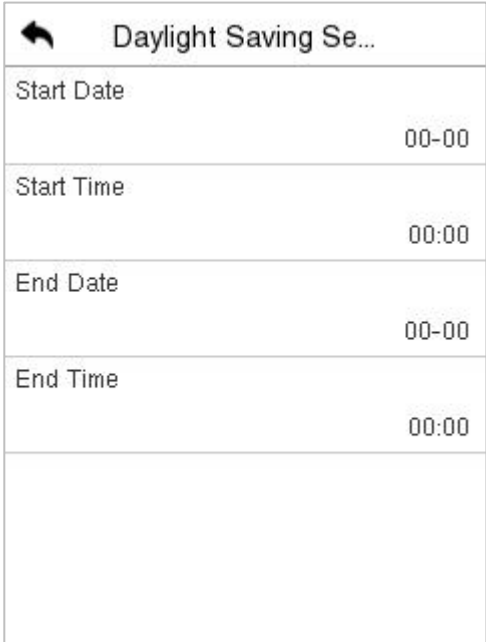 Daylight Saving Se...
Start Date
00-00
Start Time
00:00
End Date
00-00
End Time
00:00